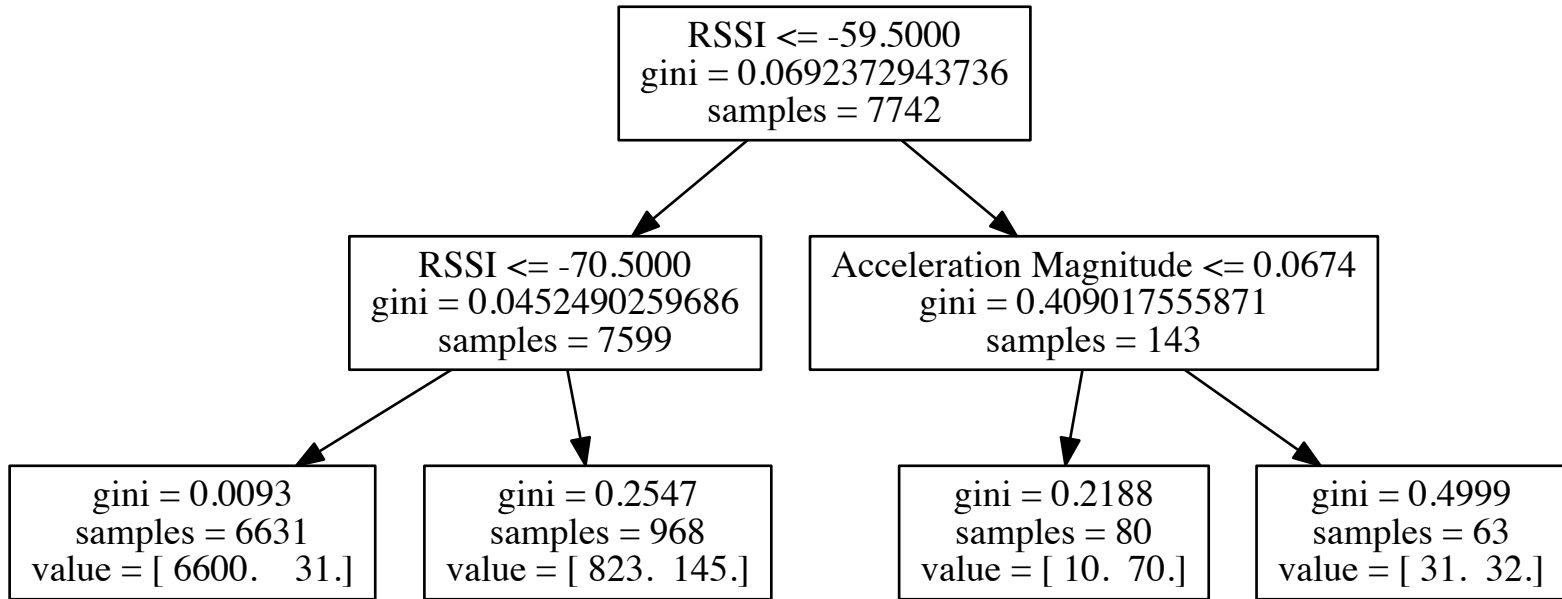 RSSI <= -59.5000
gini = 0.0692372943736
samples = 7742
RSSI <= -70.5000
gini = 0.0452490259686
samples = 7599
Acceleration Magnitude <= 0.0674
gini = 0.409017555871
samples = 143
gini = 0.0093
samples = 6631
value = [ 6600.    31.]
gini = 0.2547
samples = 968
value = [ 823.  145.]
gini = 0.2188
samples = 80
value = [ 10.  70.]
gini = 0.4999
samples = 63
value = [ 31.  32.]